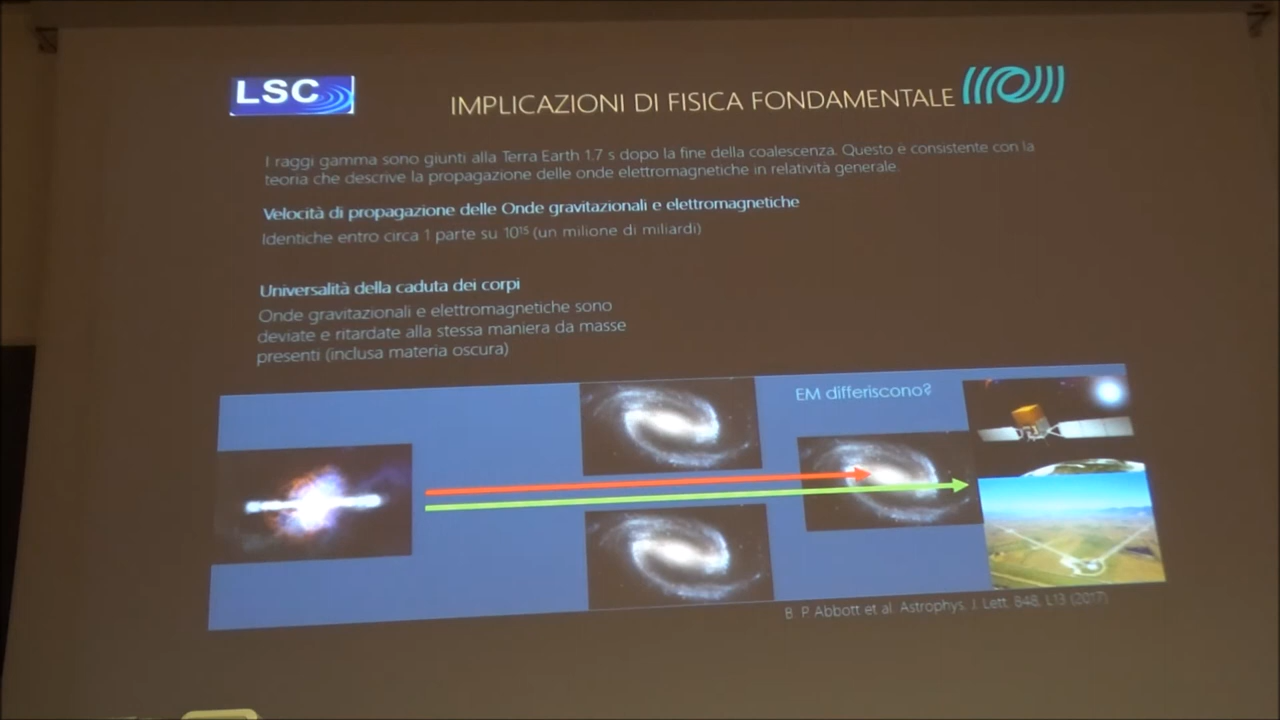 LSC
IMPLICAZIONI DI FISICA FONDAMENTALE
I raggi gamma sono giunti alla Terra Earth 1.7 s dopo la fine della coalescenza. Questo è consistente con la
teoria che descrive la propagazione delle onde elettromagnetiche in relatività generale.
Velocità di propagazione delle Onde gravitazionali e elettromagnetiche
Identiche entro circa 1 parte su 10¹⁵ (un milione di miliardi)
Universalità della caduta dei corpi
Onde gravitazionali e elettromagnetiche sono
deviate e ritardate alla stessa maniera da masse
presenti (inclusa materia oscura)
EM differiscono?
B. P. Abbott et al. Astrophys. J. Lett. 848, L13 (2017)